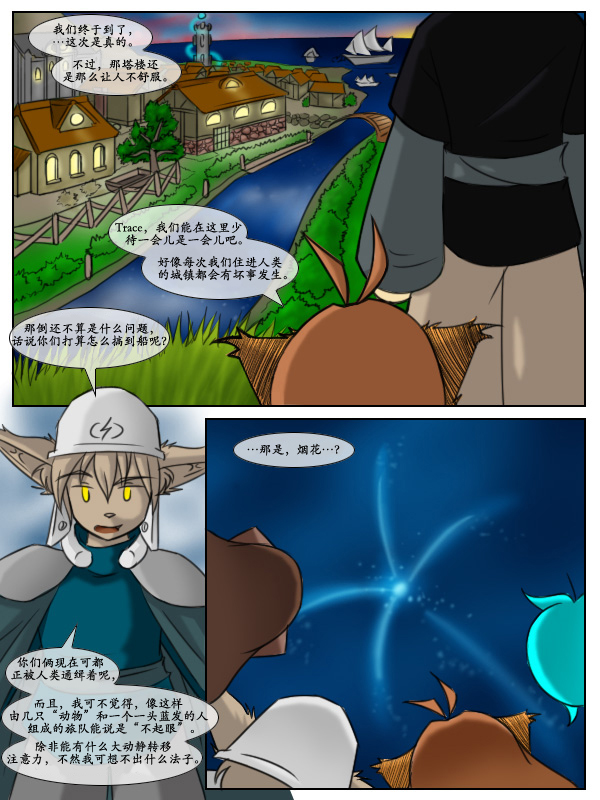 我们终于到了，
…这次是真的。
不过，那塔楼还
是那么让人不舒服。
Trace，我们能在这里少
待一会儿是一会儿吧。
好像每次我们住进人类
的城镇都会有坏事发生。
那倒还不算是什么问题，
话说你们打算怎么搞到船呢?
你们俩现在可都
正被人类通缉着呢，
而且，我可不觉得，像这样
由几只“动物”和一个一头蓝发的人
组成的旅队能说是“不起眼”。
除非能有什么大动静转移
注意力，不然我可想不出什么法子。
…那是，烟花…?